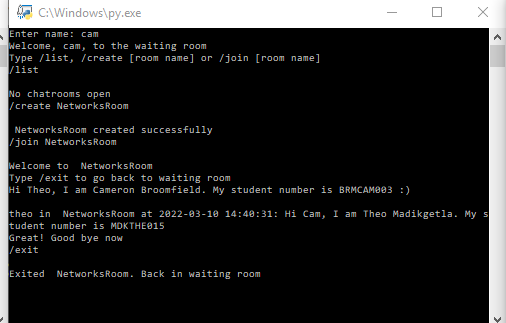 C:\Windows\py.exe
Enter name: cam
Welcome, cam, to the waiting room
Type /list, /create [room name] or /join [room name]
/list
No chatrooms open
/create NetworksRoom
NetworksRoom created successfully
/join NetworksRoom
Welcome to  NetworksRoom
Type /exit to go back to waiting room
Hi Theo, I am Cameron Broomfield. My student number is BRMCAM003 :)
theo in  NetworksRoom at 2022-03-10 14:40:31: Hi Cam, I am Theo Madikgetla. My s
tudent number is MDKTHE015
Great! Good bye now
/exit
Exited  NetworksRoom. Back in waiting room